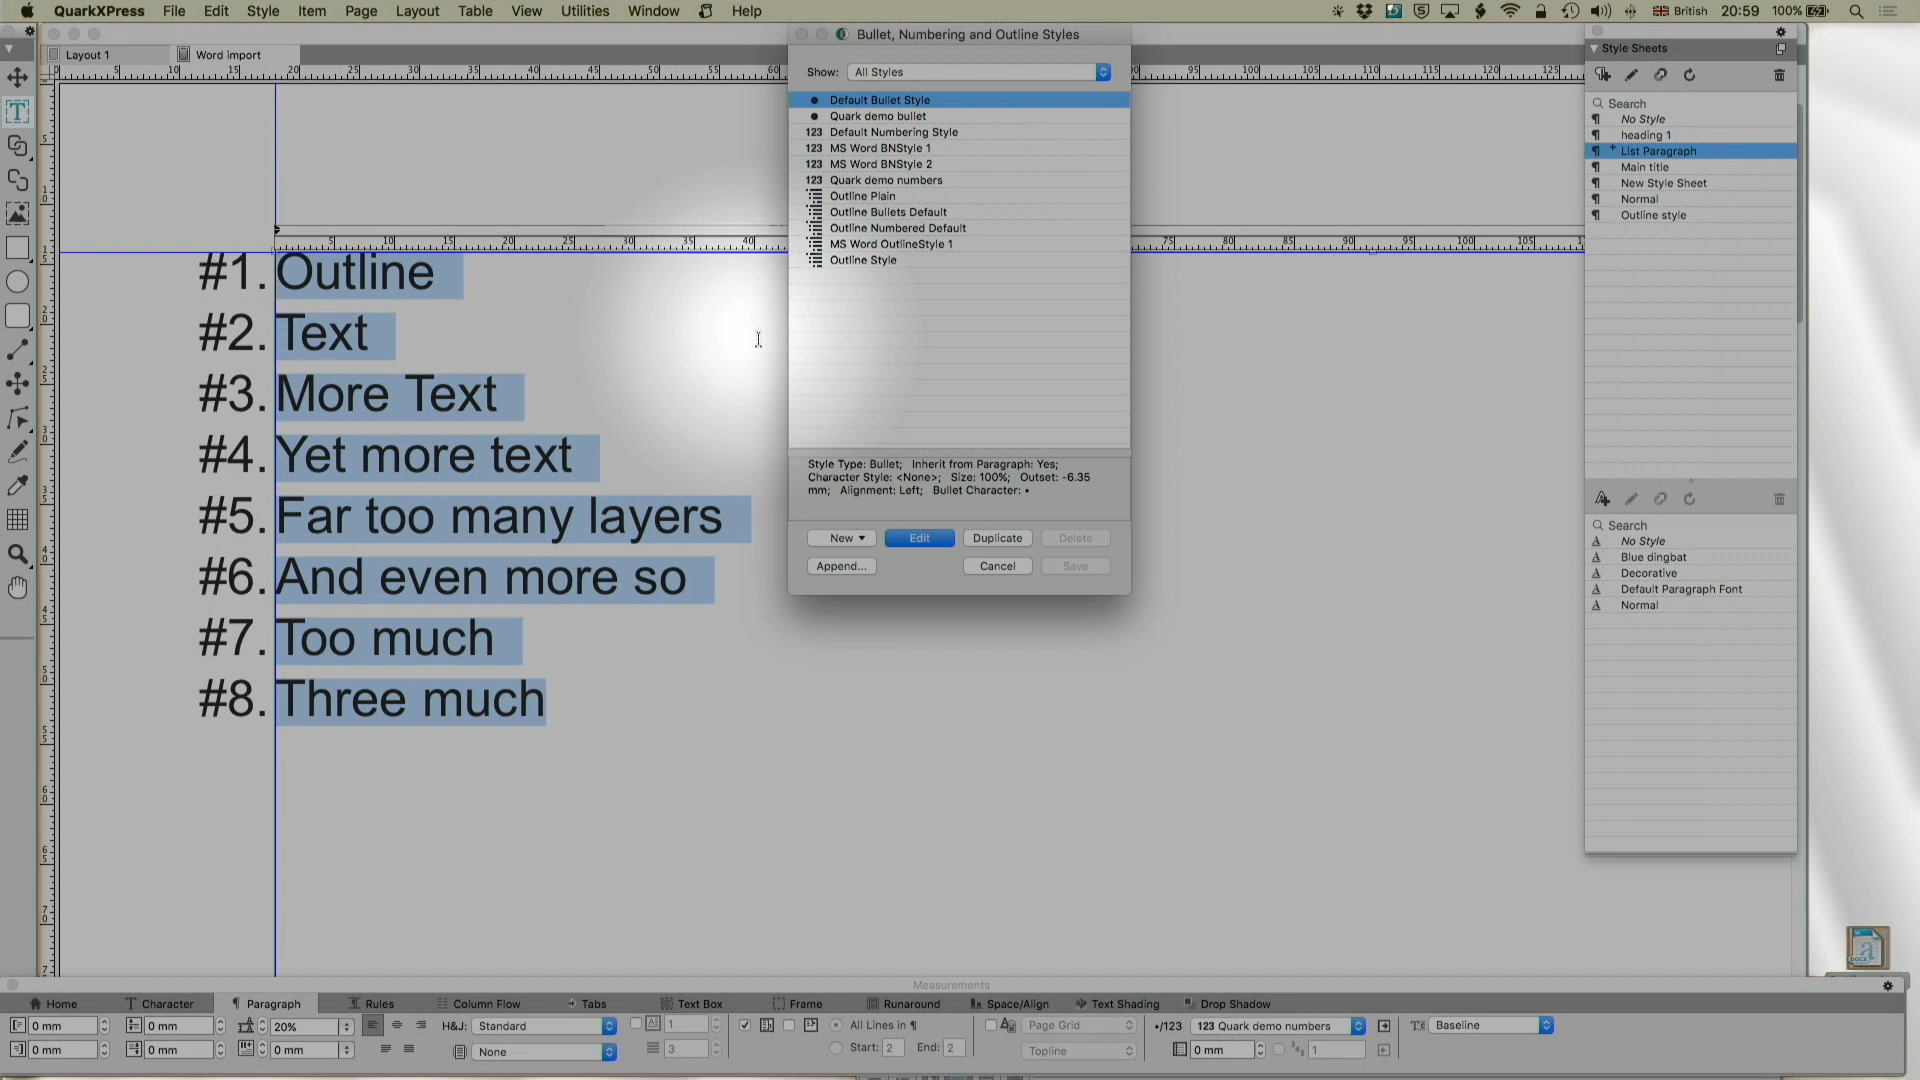 QuarkXPress File Edit Style Item Page Layout Table View Utilities Window Help British 20:59 100%
Layout 1 Word import
Bullet, Numbering and Outline Styles
Show: All Styles
Default Bullet Style
Quark demo bullet
123 Default Numbering Style
123 MS Word BNStyle 1
123 MS Word BNStyle 2
123 Quark demo numbers
Outline Plain
Outline Bullets Default
Outline Numbered Default
MS Word OutlineStyle 1
Outline Style
Style Type: Bullet; Inherit from Paragraph: Yes;
Character Style: <None>; Size: 100%; Outset: -6.35
mm; Alignment: Left; Bullet Character: •
New Edit Duplicate Delete
Append... Cancel Save
#1. Outline
#2. Text
#3. More Text
#4. Yet more text
#5. Far too many layers
#6. And even more so
#7. Too much
#8. Three much
Style Sheets
Search
No Style
heading 1
+ List Paragraph
Main title
New Style Sheet
Normal
Outline style
Search
No Style
Blue dingbat
Decorative
Default Paragraph Font
Normal
DOCX
Measurements
Home Character Paragraph Rules Column Flow Tabs Text Box Frame Runaround Space/Align Text Shading Drop Shadow
0 mm 0 mm 20% H&J: Standard 1 All Lines in ¶ Page Grid •/123 123 Quark demo numbers Baseline
0 mm 0 mm 0 mm None 3 Start: 2 End: 2 Topline 0 mm 1